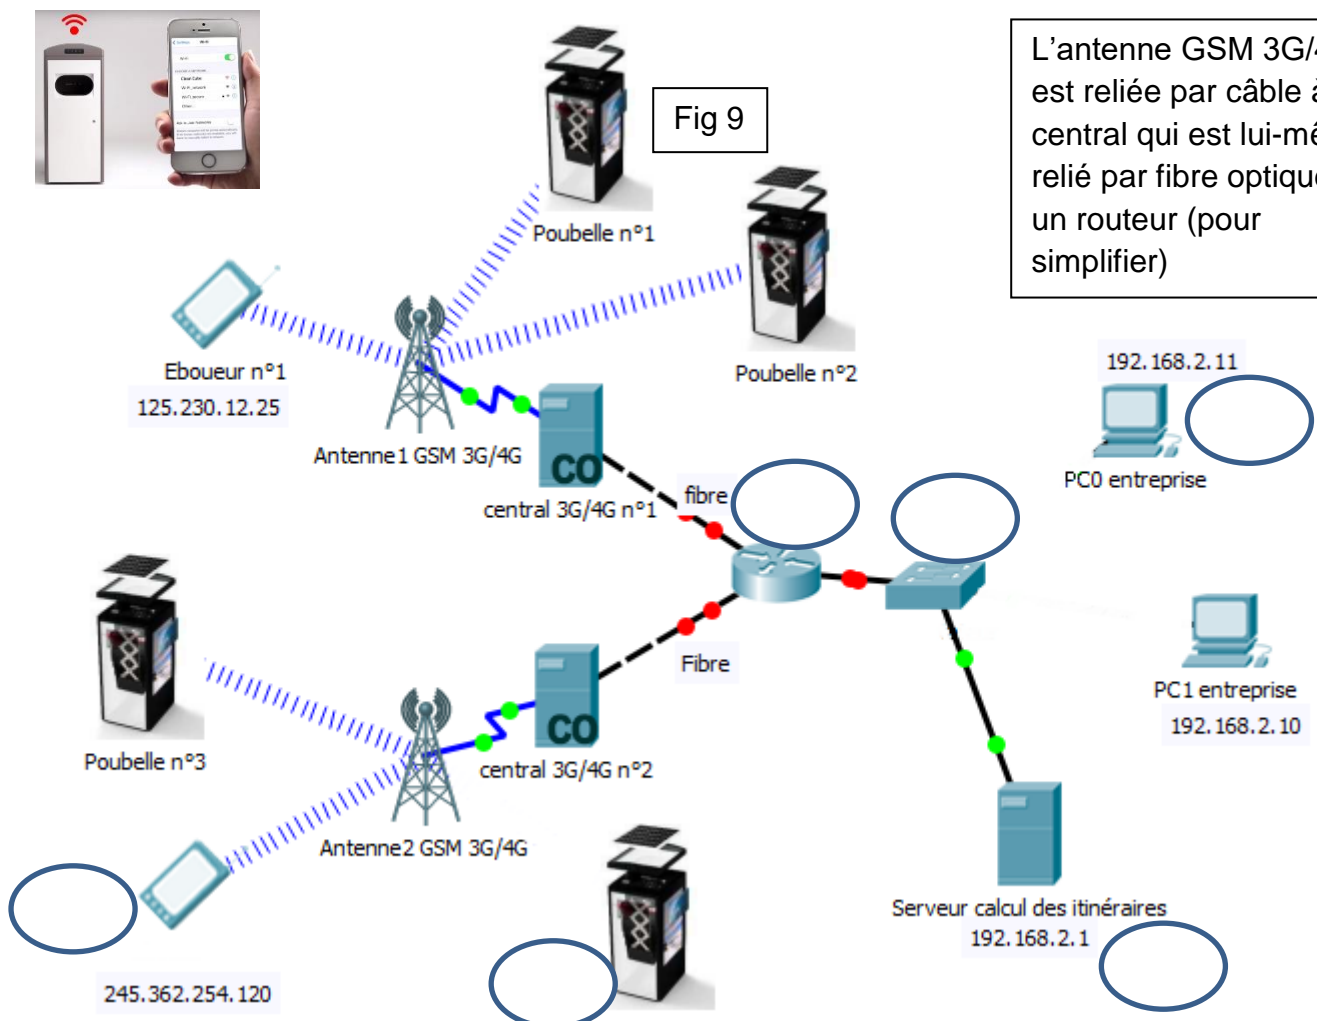 Fig 9
L'antenne GSM 3G/4
est reliée par câble à
central qui est lui-mê
relié par fibre optique
un routeur (pour
simplifier)
Poubelle n°1
Poubelle n°2
Eboueur n°1
125.230.12.25
Antenne1 GSM 3G/4G
CO
central 3G/4G n°1
fibre
192.168.2.11
PC0 entreprise
Poubelle n°3
Fibre
CO
central 3G/4G n°2
PC1 entreprise
192.168.2.10
Antenne2 GSM 3G/4G
Serveur calcul des itinéraires
192.168.2.1
245.362.254.120